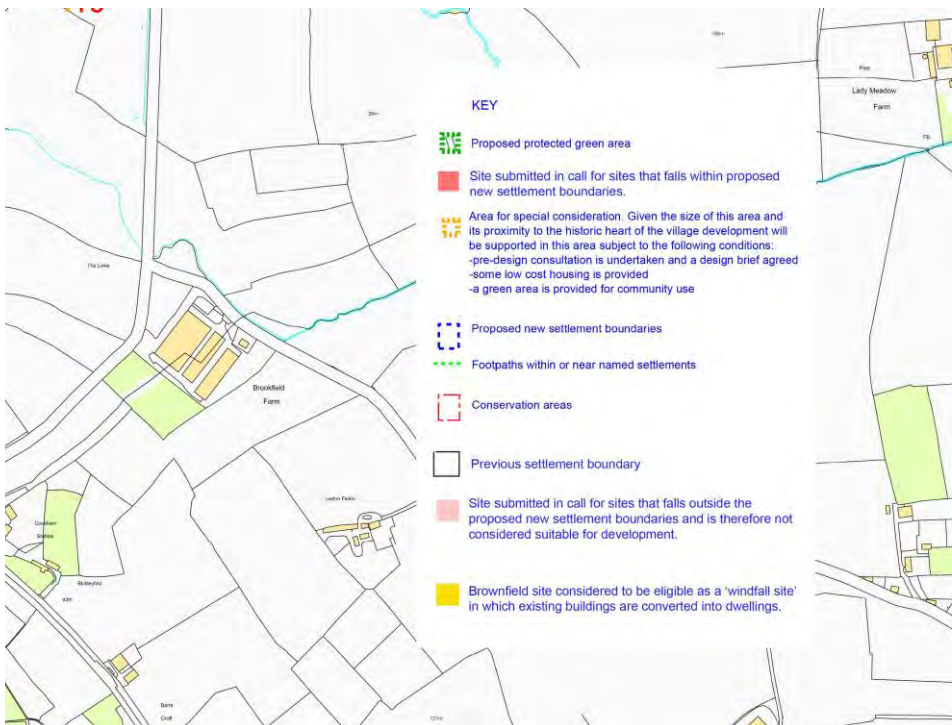 Lady Meadow
Farm
KEY
Proposed protected green area
Site submitted in call for sites that falls within proposed
new settlement boundaries.
Area for special consideration. Given the size of this area and
its proximity to the historic heart of the village development will
be supported in this area subject to the following conditions:
-pre-design consultation is undertaken and a design brief agreed
-some low cost housing is provided
-a green area is provided for community use
Proposed new settlement boundaries
Footpaths within or near named settlements
Conservation areas
Previous settlement boundary
Site submitted in call for sites that falls outside the
proposed new settlement boundaries and is therefore not
considered suitable for development.
Brownfield site considered to be eligible as a 'windfall site'
in which existing buildings are converted into dwellings.
Brookfield
Farm